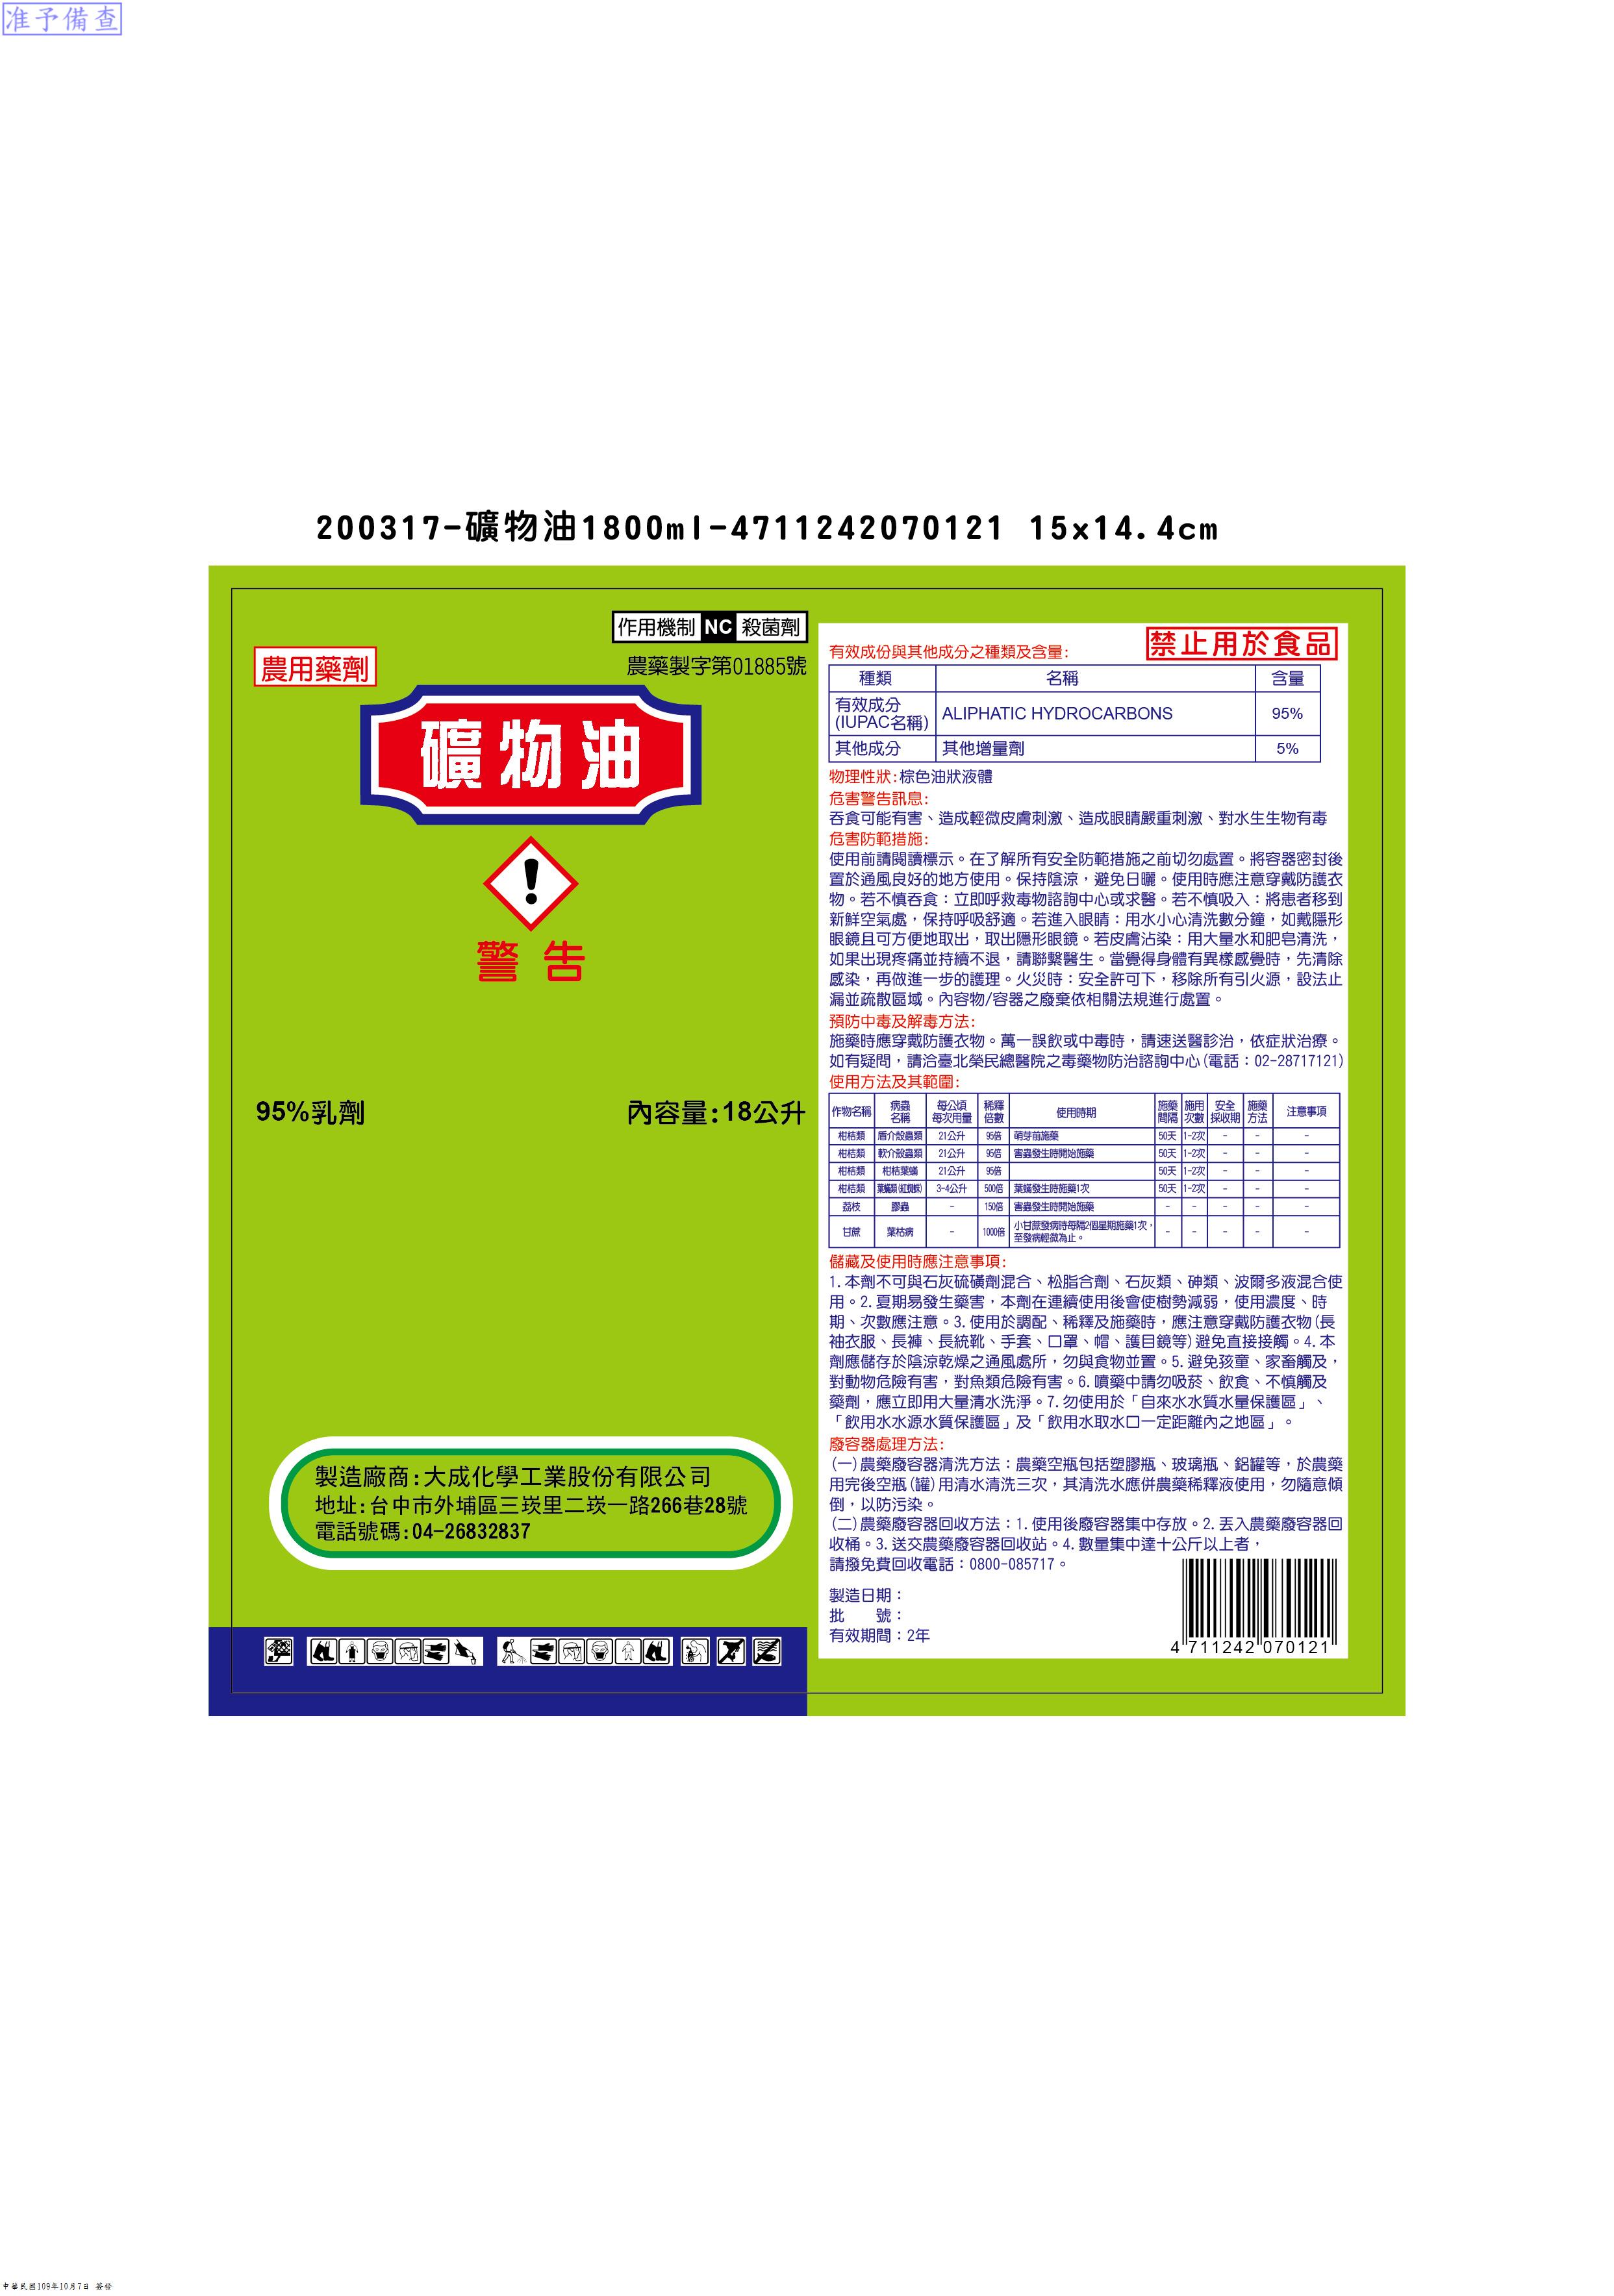 准予備查
200317-礦物油1800ml-4711242070121 15x14.4cm
作用機制 NC 殺菌劑
農用藥劑
農藥製字第01885號
礦物油
警告
95%乳劑
內容量:18公升
製造廠商:大成化學工業股份有限公司
地址:台中市外埔區三崁里二崁一路266巷28號
電話號碼:04-26832837
禁止用於食品
有效成份與其他成分之種類及含量:
種類 名稱 含量
有效成分
(IUPAC名稱) ALIPHATIC HYDROCARBONS 95%
其他成分 其他增量劑 5%
物理性狀:棕色油狀液體
危害警告訊息:
吞食可能有害、造成輕微皮膚刺激、造成眼睛嚴重刺激、對水生生物有毒
危害防範措施:
使用前請閱讀標示。在了解所有安全防範措施之前切勿處置。將容器密封後
置於通風良好的地方使用。保持陰涼，避免日曬。使用時應注意穿戴防護衣
物。若不慎吞食：立即呼救毒物諮詢中心或求醫。若不慎吸入：將患者移到
新鮮空氣處，保持呼吸舒適。若進入眼睛：用水小心清洗數分鐘，如戴隱形
眼鏡且可方便地取出，取出隱形眼鏡。若皮膚沾染：用大量水和肥皂清洗，
如果出現疼痛並持續不退，請聯繫醫生。當覺得身體有異樣感覺時，先清除
感染，再做進一步的護理。火災時：安全許可下，移除所有引火源，設法止
漏並疏散區域。內容物/容器之廢棄依相關法規進行處置。
預防中毒及解毒方法:
施藥時應穿戴防護衣物。萬一誤飲或中毒時，請速送醫診治，依症狀治療。
如有疑問，請洽臺北榮民總醫院之毒藥物防治諮詢中心(電話：02-28717121)
使用方法及其範圍:
作物名稱 病蟲名稱 每公頃每次用量 稀釋倍數 使用時期 施藥間隔 施用次數 安全採收期 施藥方法 注意事項
柑桔類 盾介殼蟲類 21公升 95倍 萌芽前施藥 50天 1-2次 - - -
柑桔類 軟介殼蟲類 21公升 95倍 害蟲發生時開始施藥 50天 1-2次 - - -
柑桔類 柑桔葉蟎 21公升 95倍 50天 1-2次 - - -
柑桔類 葉蟎類(紅蜘蛛) 3-4公升 500倍 葉蟎發生時施藥1次 50天 1-2次 - - -
荔枝 膠蟲 - 150倍 害蟲發生時開始施藥 - - - - -
甘蔗 葉枯病 - 1000倍 小甘蔗發病時每隔2個星期施藥1次，
至發病輕微為止。 - - - - -
儲藏及使用時應注意事項:
1.本劑不可與石灰硫磺劑混合、松脂合劑、石灰類、砷類、波爾多液混合使
用。2.夏期易發生藥害，本劑在連續使用後會使樹勢減弱，使用濃度、時
期、次數應注意。3.使用於調配、稀釋及施藥時，應注意穿戴防護衣物(長
袖衣服、長褲、長統靴、手套、口罩、帽、護目鏡等)避免直接接觸。4.本
劑應儲存於陰涼乾燥之通風處所，勿與食物並置。5.避免孩童、家畜觸及，
對動物危險有害，對魚類危險有害。6.噴藥中請勿吸菸、飲食、不慎觸及
藥劑，應立即用大量清水洗淨。7.勿使用於「自來水水質水量保護區」、
「飲用水水源水質保護區」及「飲用水取水口一定距離內之地區」。
廢容器處理方法:
(一)農藥廢容器清洗方法：農藥空瓶包括塑膠瓶、玻璃瓶、鋁罐等，於農藥
用完後空瓶(罐)用清水清洗三次，其清洗水應併農藥稀釋液使用，勿隨意傾
倒，以防污染。
(二)農藥廢容器回收方法：1.使用後廢容器集中存放。2.丟入農藥廢容器回
收桶。3.送交農藥廢容器回收站。4.數量集中達十公斤以上者，
請撥免費回收電話：0800-085717。
製造日期：
批　　號：
有效期間：2年
4 711242 070121
中華民國109年10月7日 簽發